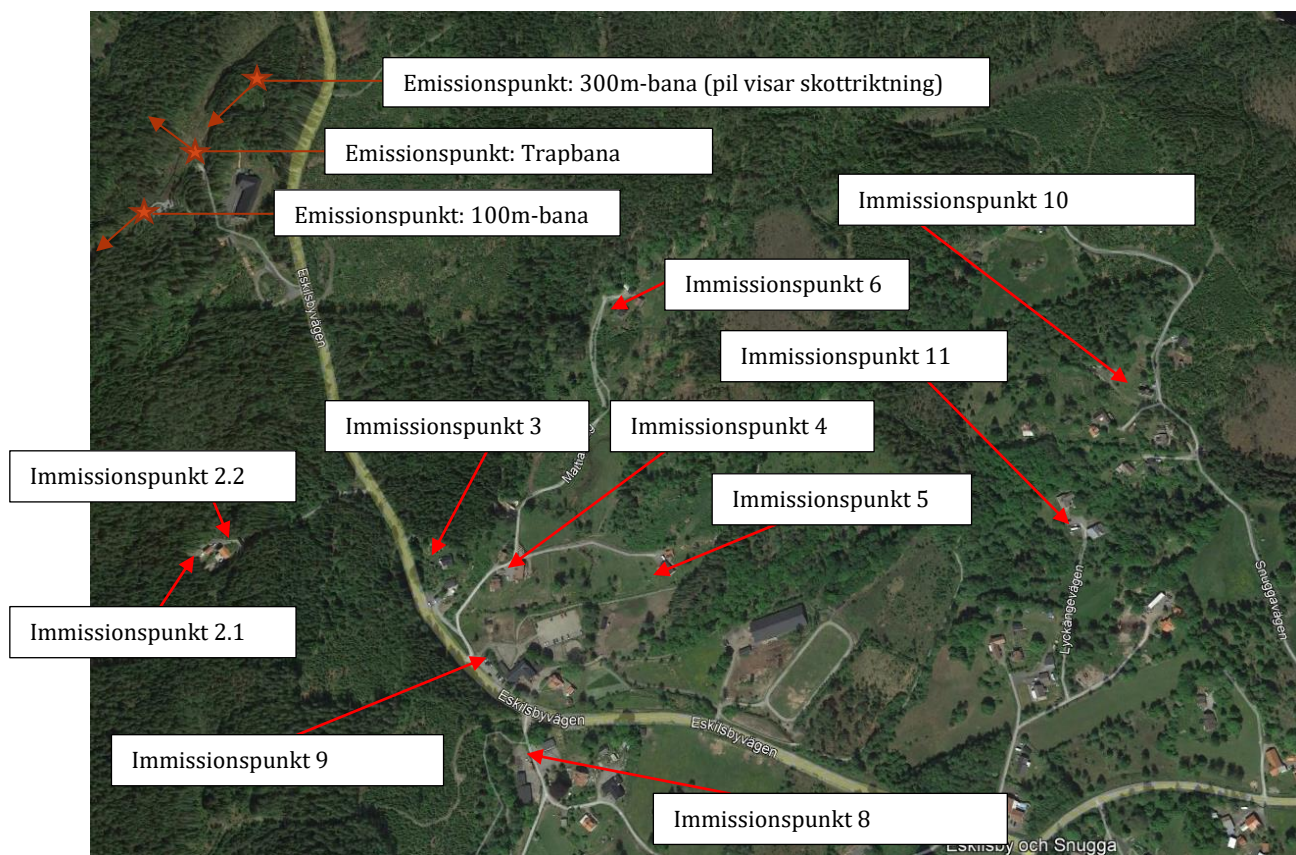 Emissionspunkt: 300m-bana (pil visar skottriktning)
Emissionspunkt: Trapbana
Emissionspunkt: 100m-bana
Immissionspunkt 10
Eskilsbyvägen
Immissionspunkt 6
Immissionspunkt 11
Immissionspunkt 3
Immissionspunkt 4
Immissionspunkt 2.2
Immissionspunkt 5
Immissionspunkt 2.1
Lyckängevägen
Snuggavägen
Eskilsbyvägen
Eskilsbyvägen
Immissionspunkt 9
Immissionspunkt 8
Eskilsby och Snugga